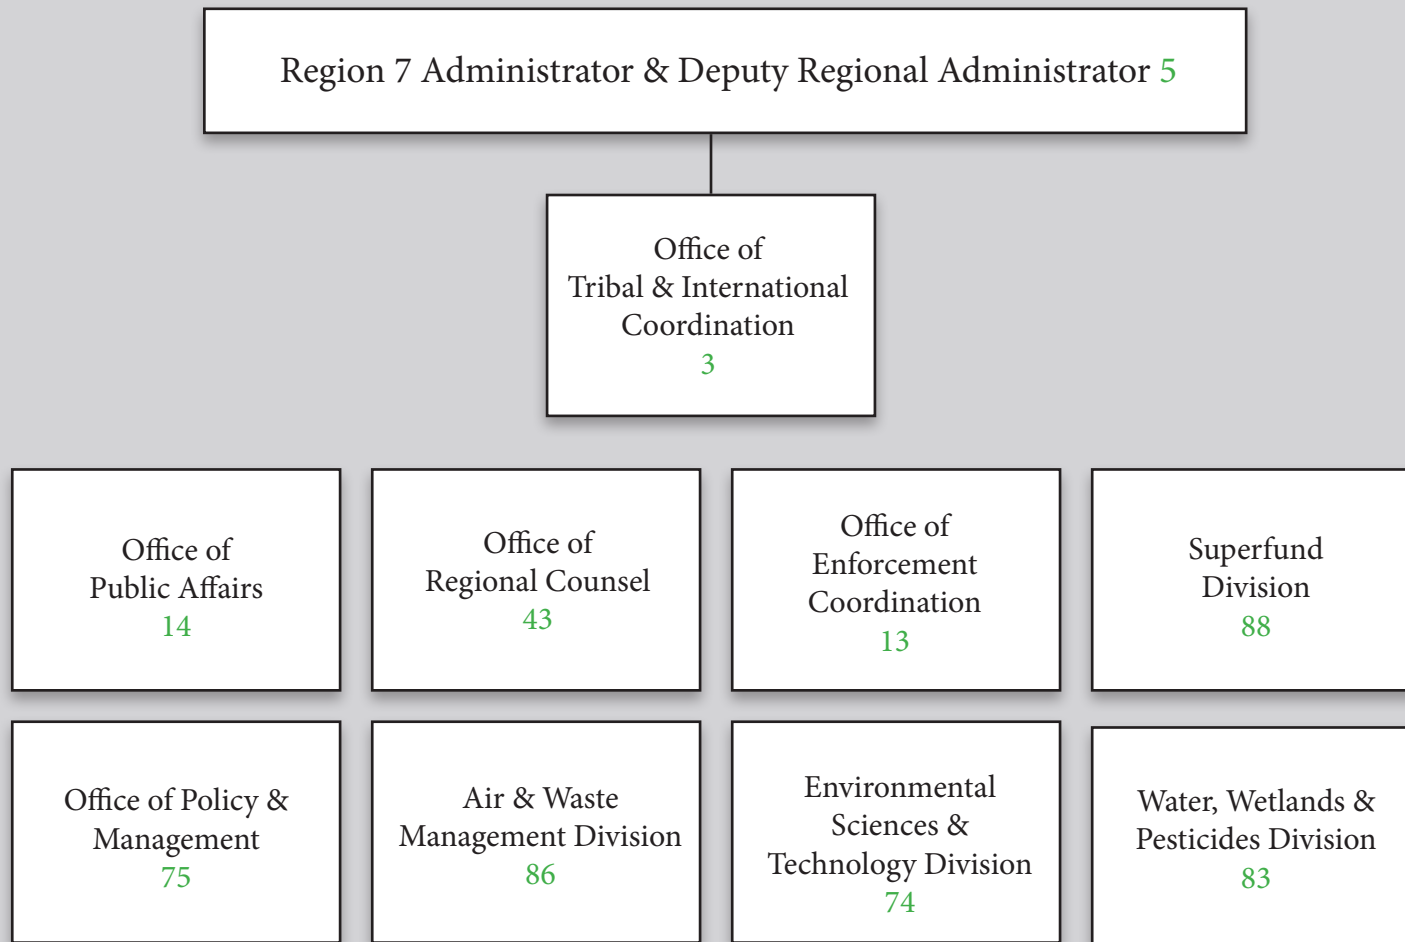 Region 7 Administrator & Deputy Regional Administrator 5
Office of
Tribal & International
Coordination
3
Office of
Public Affairs
14
Office of
Regional Counsel
43
Office of
Enforcement
Coordination
13
Superfund
Division
88
Office of Policy &
Management
75
Air & Waste
Management Division
86
Environmental
Sciences &
Technology Division
74
Water, Wetlands &
Pesticides Division
83